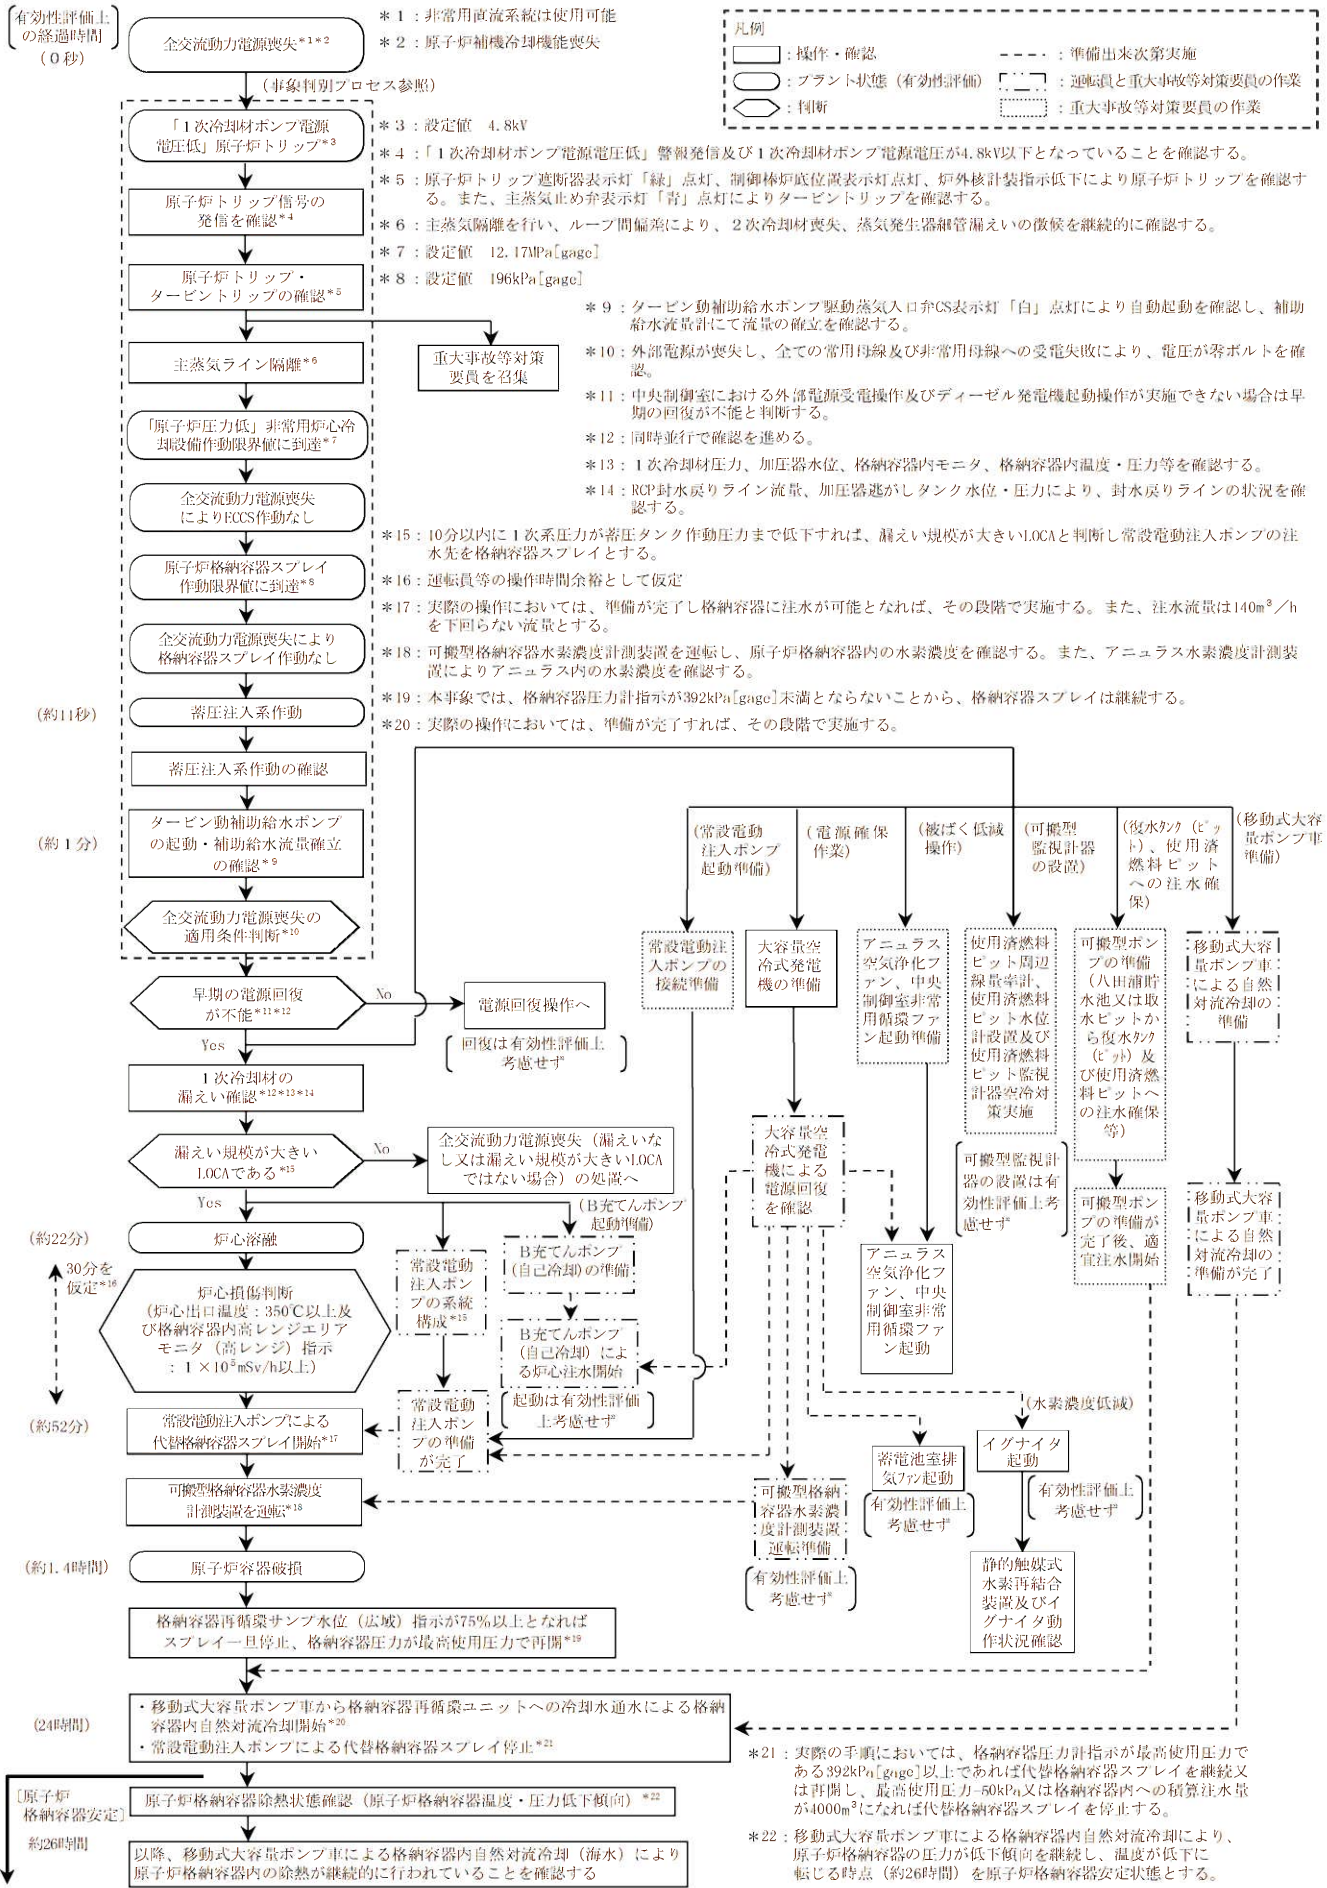 有効性評価上
の経過時間
(0秒)
全交流動力電源喪失*1*2
(事象判別プロセス参照)
*1：非常用直流系統は使用可能
*2：原子炉補機冷却機能喪失
凡例
：操作・確認
：プラント状態（有効性評価）
：判断
：準備出来次第実施
：運転員と重大事故等対策要員の作業
：重大事故等対策要員の作業
「1次冷却材ポンプ電源
電圧低」原子炉トリップ*3
原子炉トリップ信号の
発信を確認*4
原子炉トリップ・
タービントリップの確認*5
主蒸気ライン隔離*6
重大事故等対策
要員を召集
「原子炉圧力低」非常用炉心冷
却設備作動限界値に到達*7
全交流動力電源喪失
によりECCS作動なし
原子炉格納容器スプレイ
作動限界値に到達*8
全交流動力電源喪失により
格納容器スプレイ作動なし
(約11秒)
蓄圧注入系作動
蓄圧注入系作動の確認
(約1分)
タービン動補助給水ポンプ
の起動・補助給水流量確立
の確認*9
全交流動力電源喪失の
適用条件判断*10
*3：設定値　4.8kV
*4：「1次冷却材ポンプ電源電圧低」警報発信及び1次冷却材ポンプ電源電圧が4.8kV以下となっていることを確認する。
*5：原子炉トリップ遮断器表示灯「緑」点灯、制御棒炉底位置表示灯点灯、炉外核計装指示低下により原子炉トリップを確認す
る。また、主蒸気止め弁表示灯「青」点灯によりタービントリップを確認する。
*6：主蒸気隔離を行い、ループ間偏差により、2次冷却材喪失、蒸気発生器細管漏えいの徴候を継続的に確認する。
*7：設定値　12.17MPa[gage]
*8：設定値　196kPa[gage]
*9：タービン動補助給水ポンプ駆動蒸気入口弁CS表示灯「白」点灯により自動起動を確認し、補助
給水流量計にて流量の確立を確認する。
*10：外部電源が喪失し、全ての常用母線及び非常用母線への受電失敗により、電圧が零ボルトを確
認。
*11：中央制御室における外部電源受電操作及びディーゼル発電機起動操作が実施できない場合は早
期の回復が不能と判断する。
*12：同時並行で確認を進める。
*13：1次冷却材圧力、加圧器水位、格納容器内モニタ、格納容器内温度・圧力等を確認する。
*14：RCP封水戻りライン流量、加圧器逃がしタンク水位・圧力により、封水戻りラインの状況を確
認する。
*15：10分以内に1次系圧力が蓄圧タンク作動圧力まで低下すれば、漏えい規模が大きいLOCAと判断し常設電動注入ポンプの注
水先を格納容器スプレイとする。
*16：運転員等の操作時間余裕として仮定
*17：実際の操作においては、準備が完了し格納容器に注水が可能となれば、その段階で実施する。また、注水流量は140m³／h
を下回らない流量とする。
*18：可搬型格納容器水素濃度計測装置を運転し、原子炉格納容器内の水素濃度を確認する。また、アニュラス水素濃度計測装
置によりアニュラス内の水素濃度を確認する。
*19：本事象では、格納容器圧力計指示が392kPa[gage]未満とならないことから、格納容器スプレイは継続する。
*20：実際の操作においては、準備が完了すれば、その段階で実施する。
早期の電源回復
が不能*11*12
No
電源回復操作へ
回復は有効性評価上
考慮せず※
Yes
1次冷却材の
漏えい確認*12*13*14
漏えい規模が大きい
LOCAである*15
No
全交流動力電源喪失（漏えいな
し又は漏えい規模が大きいLOCA
ではない場合）の処置へ
Yes
(常設電動
注入ポンプ
起動準備)
常設電動注
入ポンプの
接続準備
(電源確保
作業)
大容量空
冷式発電
機の準備
大容量空
冷式発電
機による
電源回復
を確認
(被ばく低減
操作)
アニュラス
空気浄化フ
ァン、中央
制御室非常
用循環ファ
ン起動準備
アニュラス
空気浄化フ
ァン、中央
制御室非常
用循環ファ
ン起動
(可搬型
監視計器
の設置)
使用済燃料
ピット周辺
線量率計、
使用済燃料
ピット水位
計設置及び
使用済燃料
ピット監視
計器空冷対
策実施
可搬型監視計
器の設置は有
効性評価上考
慮せず※
(復水タンク（ピッ
ト）、使用済
燃料ピット
への注水確
保)
可搬型ポン
プの準備
（八田浦貯
水池又は取
水ピットか
ら復水タンク
（ピット）及
び使用済燃
料ピットへ
の注水確保
等）
可搬型ポン
プの準備が
完了後、適
宜注水開始
(移動式大容
量ポンプ車
準備)
移動式大容
量ポンプ車
による自然
対流冷却の
準備
移動式大容
量ポンプ車
による自然
対流冷却の
準備が完了
(約22分)
炉心溶融
30分を
仮定*16
炉心損傷判断
（炉心出口温度：350℃以上及
び格納容器内高レンジエリア
モニタ（高レンジ）指示
：1×10⁵mSv/h以上）
(約52分)
常設電動注入ポンプによる
代替格納容器スプレイ開始*17
常設電動
注入ポン
プの系統
構成*15
常設電動
注入ポン
プの準備
が完了
(B充てんポンプ
起動準備)
B充てんポンプ
(自己冷却)の準備
B充てんポンプ
(自己冷却)によ
る炉心注水開始
起動は有効性評価
上考慮せず※
可搬型格納容器水素濃度
計測装置を運転*18
可搬型格納
容器水素濃
度計測装置
運転準備
有効性評価上
考慮せず※
蓄電池室排
気ファン起動
有効性評価上
考慮せず※
(水素濃度低減)
イグナイタ
起動
有効性評価上
考慮せず※
静的触媒式
水素再結合
装置及びイ
グナイタ動
作状況確認
(約1.4時間)
原子炉容器破損
格納容器再循環サンプ水位（広域）指示が75%以上となれば
スプレイ一旦停止、格納容器圧力が最高使用圧力で再開*19
(24時間)
・移動式大容量ポンプ車から格納容器再循環ユニットへの冷却水通水による格納
容器内自然対流冷却開始*20
・常設電動注入ポンプによる代替格納容器スプレイ停止*21
原子炉
格納容器安定
約26時間
原子炉格納容器除熱状態確認（原子炉格納容器温度・圧力低下傾向）*22
以降、移動式大容量ポンプ車による格納容器内自然対流冷却（海水）により
原子炉格納容器内の除熱が継続的に行われていることを確認する
*21：実際の手順においては、格納容器圧力計指示が最高使用圧力で
ある392kPa[gage]以上であれば代替格納容器スプレイを継続又
は再開し、最高使用圧力-50kPa又は格納容器内への積算注水量
が4000m³になれば代替格納容器スプレイを停止する。
*22：移動式大容量ポンプ車による格納容器内自然対流冷却により、
原子炉格納容器の圧力が低下傾向を継続し、温度が低下に
転じる時点（約26時間）を原子炉格納容器安定状態とする。